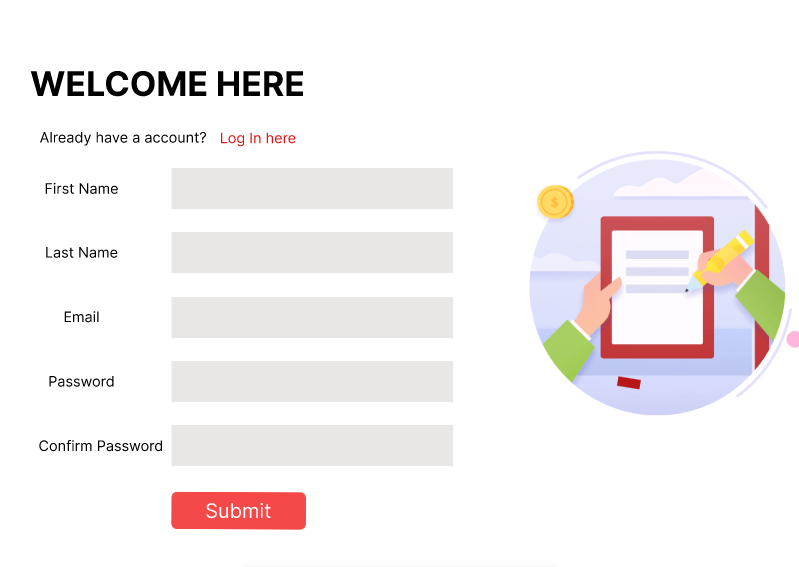 WELCOME HERE
Already have a account? Log In here
First Name
$
Last Name
Email
Password
Confirm Password
Submit